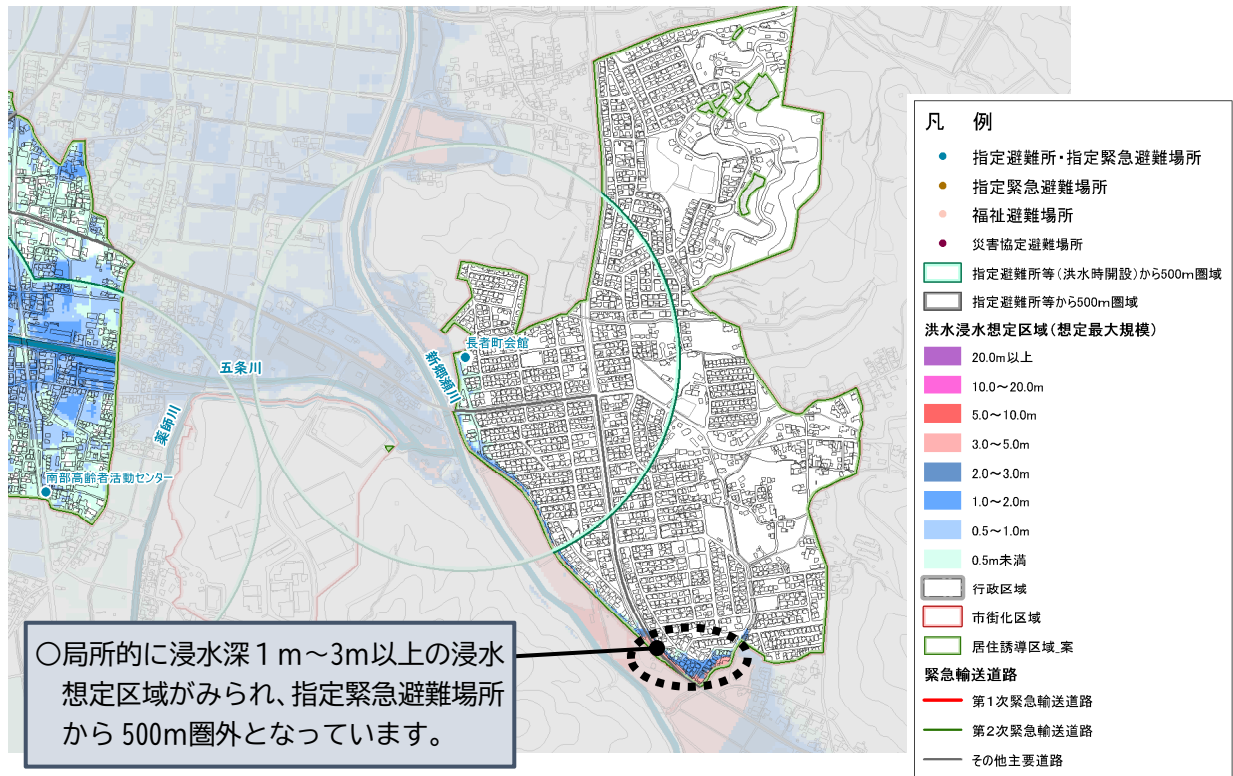 長者町会館
新郷瀬川
五条川
薬師川
南部高齢者活動センター
○局所的に浸水深１ｍ～3ｍ以上の浸水
想定区域がみられ、指定緊急避難場所
から 500ｍ圏外となっています。
凡　例
指定避難所・指定緊急避難場所
指定緊急避難場所
福祉避難場所
災害協定避難場所
指定避難所等（洪水時開設）から500ｍ圏域
指定避難所等から500ｍ圏域
洪水浸水想定区域（想定最大規模）
20.0m以上
10.0～20.0m
5.0～10.0m
3.0～5.0m
2.0～3.0m
1.0～2.0m
0.5～1.0m
0.5m未満
行政区域
市街化区域
居住誘導区域_案
緊急輸送道路
第１次緊急輸送道路
第２次緊急輸送道路
その他主要道路